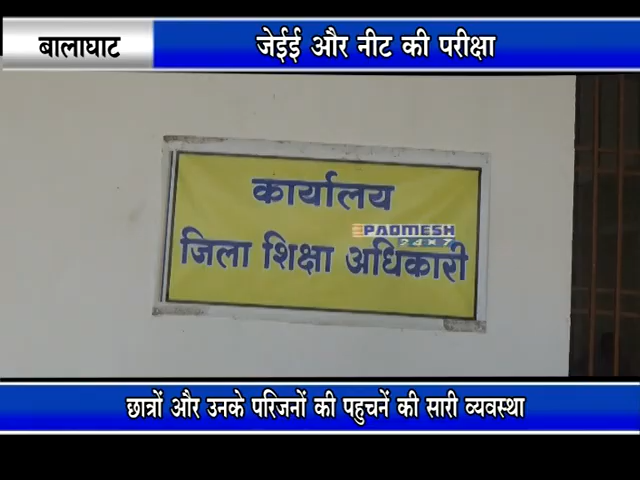 बालाघाट
जेईई और नीट की परीक्षा
कार्यालय
PADMESH
24x7
जिला शिक्षा अधिकारी
छात्रों और उनके परिजनों की पहुचनें की सारी व्यवस्था